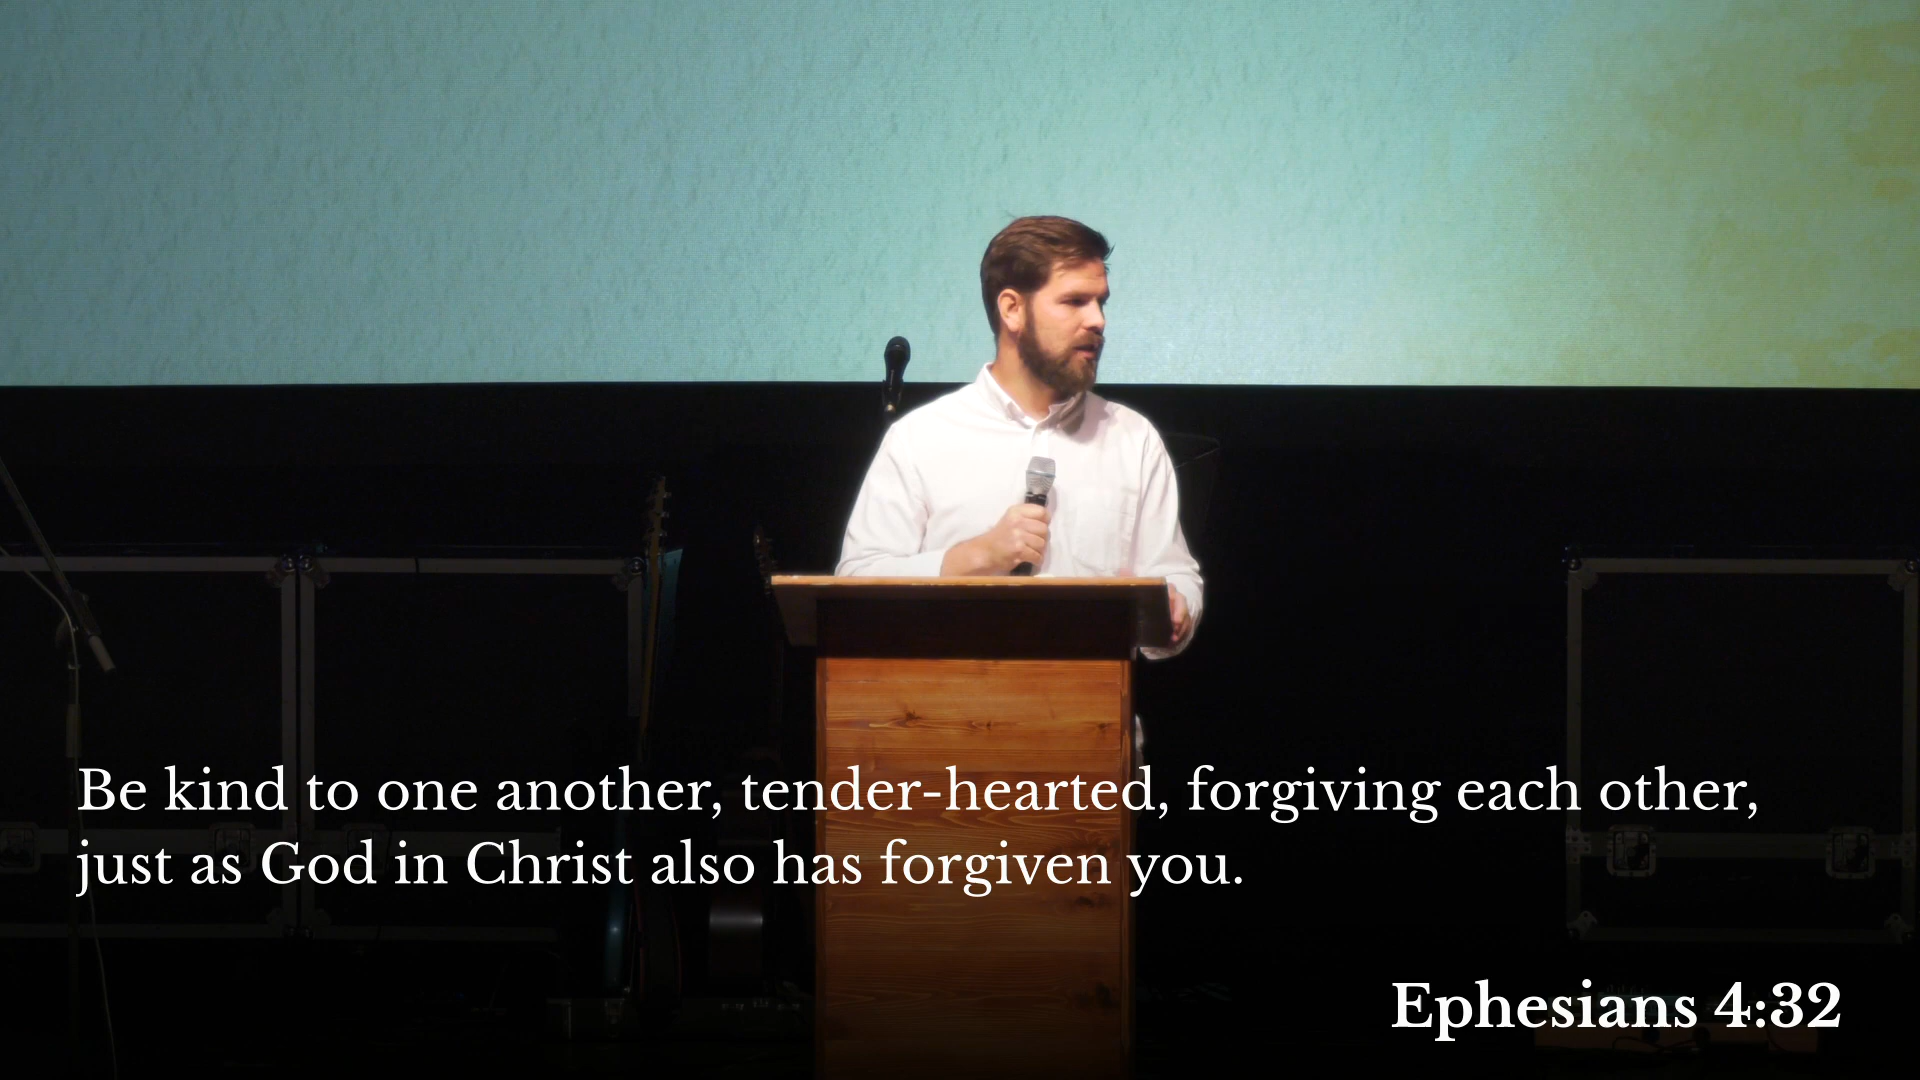 Be kind to one another, tender-hearted, forgiving each other,
just as God in Christ also has forgiven you.
Ephesians 4:32